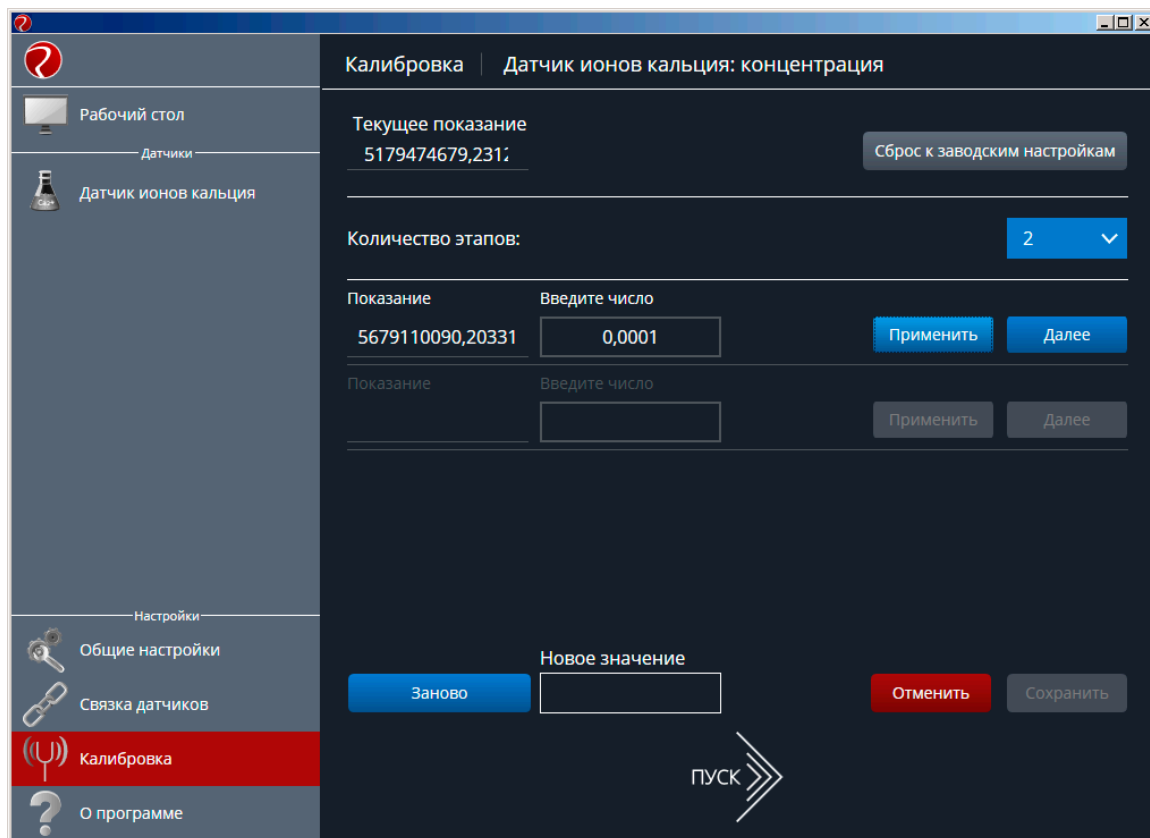 Калибровка Датчик ионов кальция: концентрация
Рабочий стол
Датчики
Датчик ионов кальция
Текущее показание
5179474679,2312
Сброс к заводским настройкам
Количество этапов:
2
Показание Введите число
5679110090,20331 0,0001 Применить Далее
Показание Введите число
Применить Далее
Настройки
Общие настройки
Связка датчиков
Калибровка
О программе
Новое значение
Заново Отменить Сохранить
ПУСК